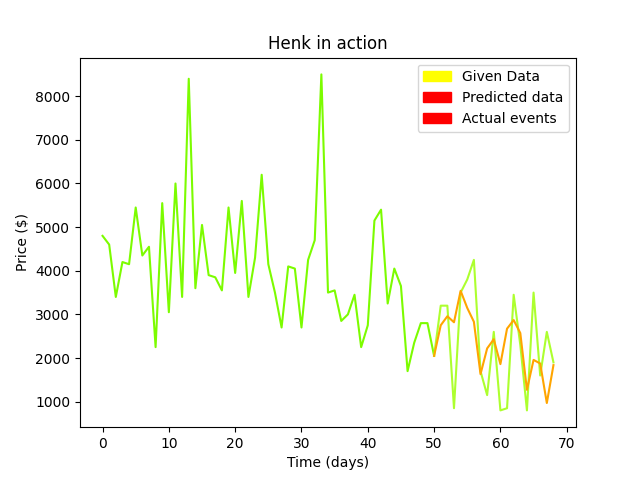 Henk in action
Given Data
Predicted data
Actual events
Price ($)
8000
7000
6000
5000
4000
3000
2000
1000
0 10 20 30 40 50 60 70
Time (days)